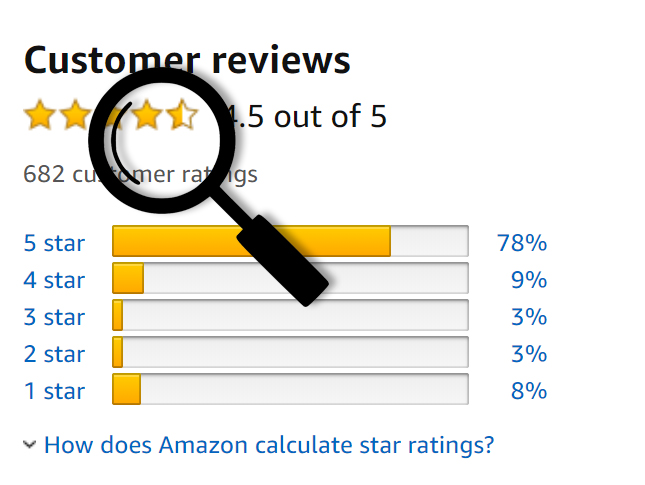 Customer reviews
4.5 out of 5
682 customer ratings
5 star 78%
4 star 9%
3 star 3%
2 star 3%
1 star 8%
How does Amazon calculate star ratings?